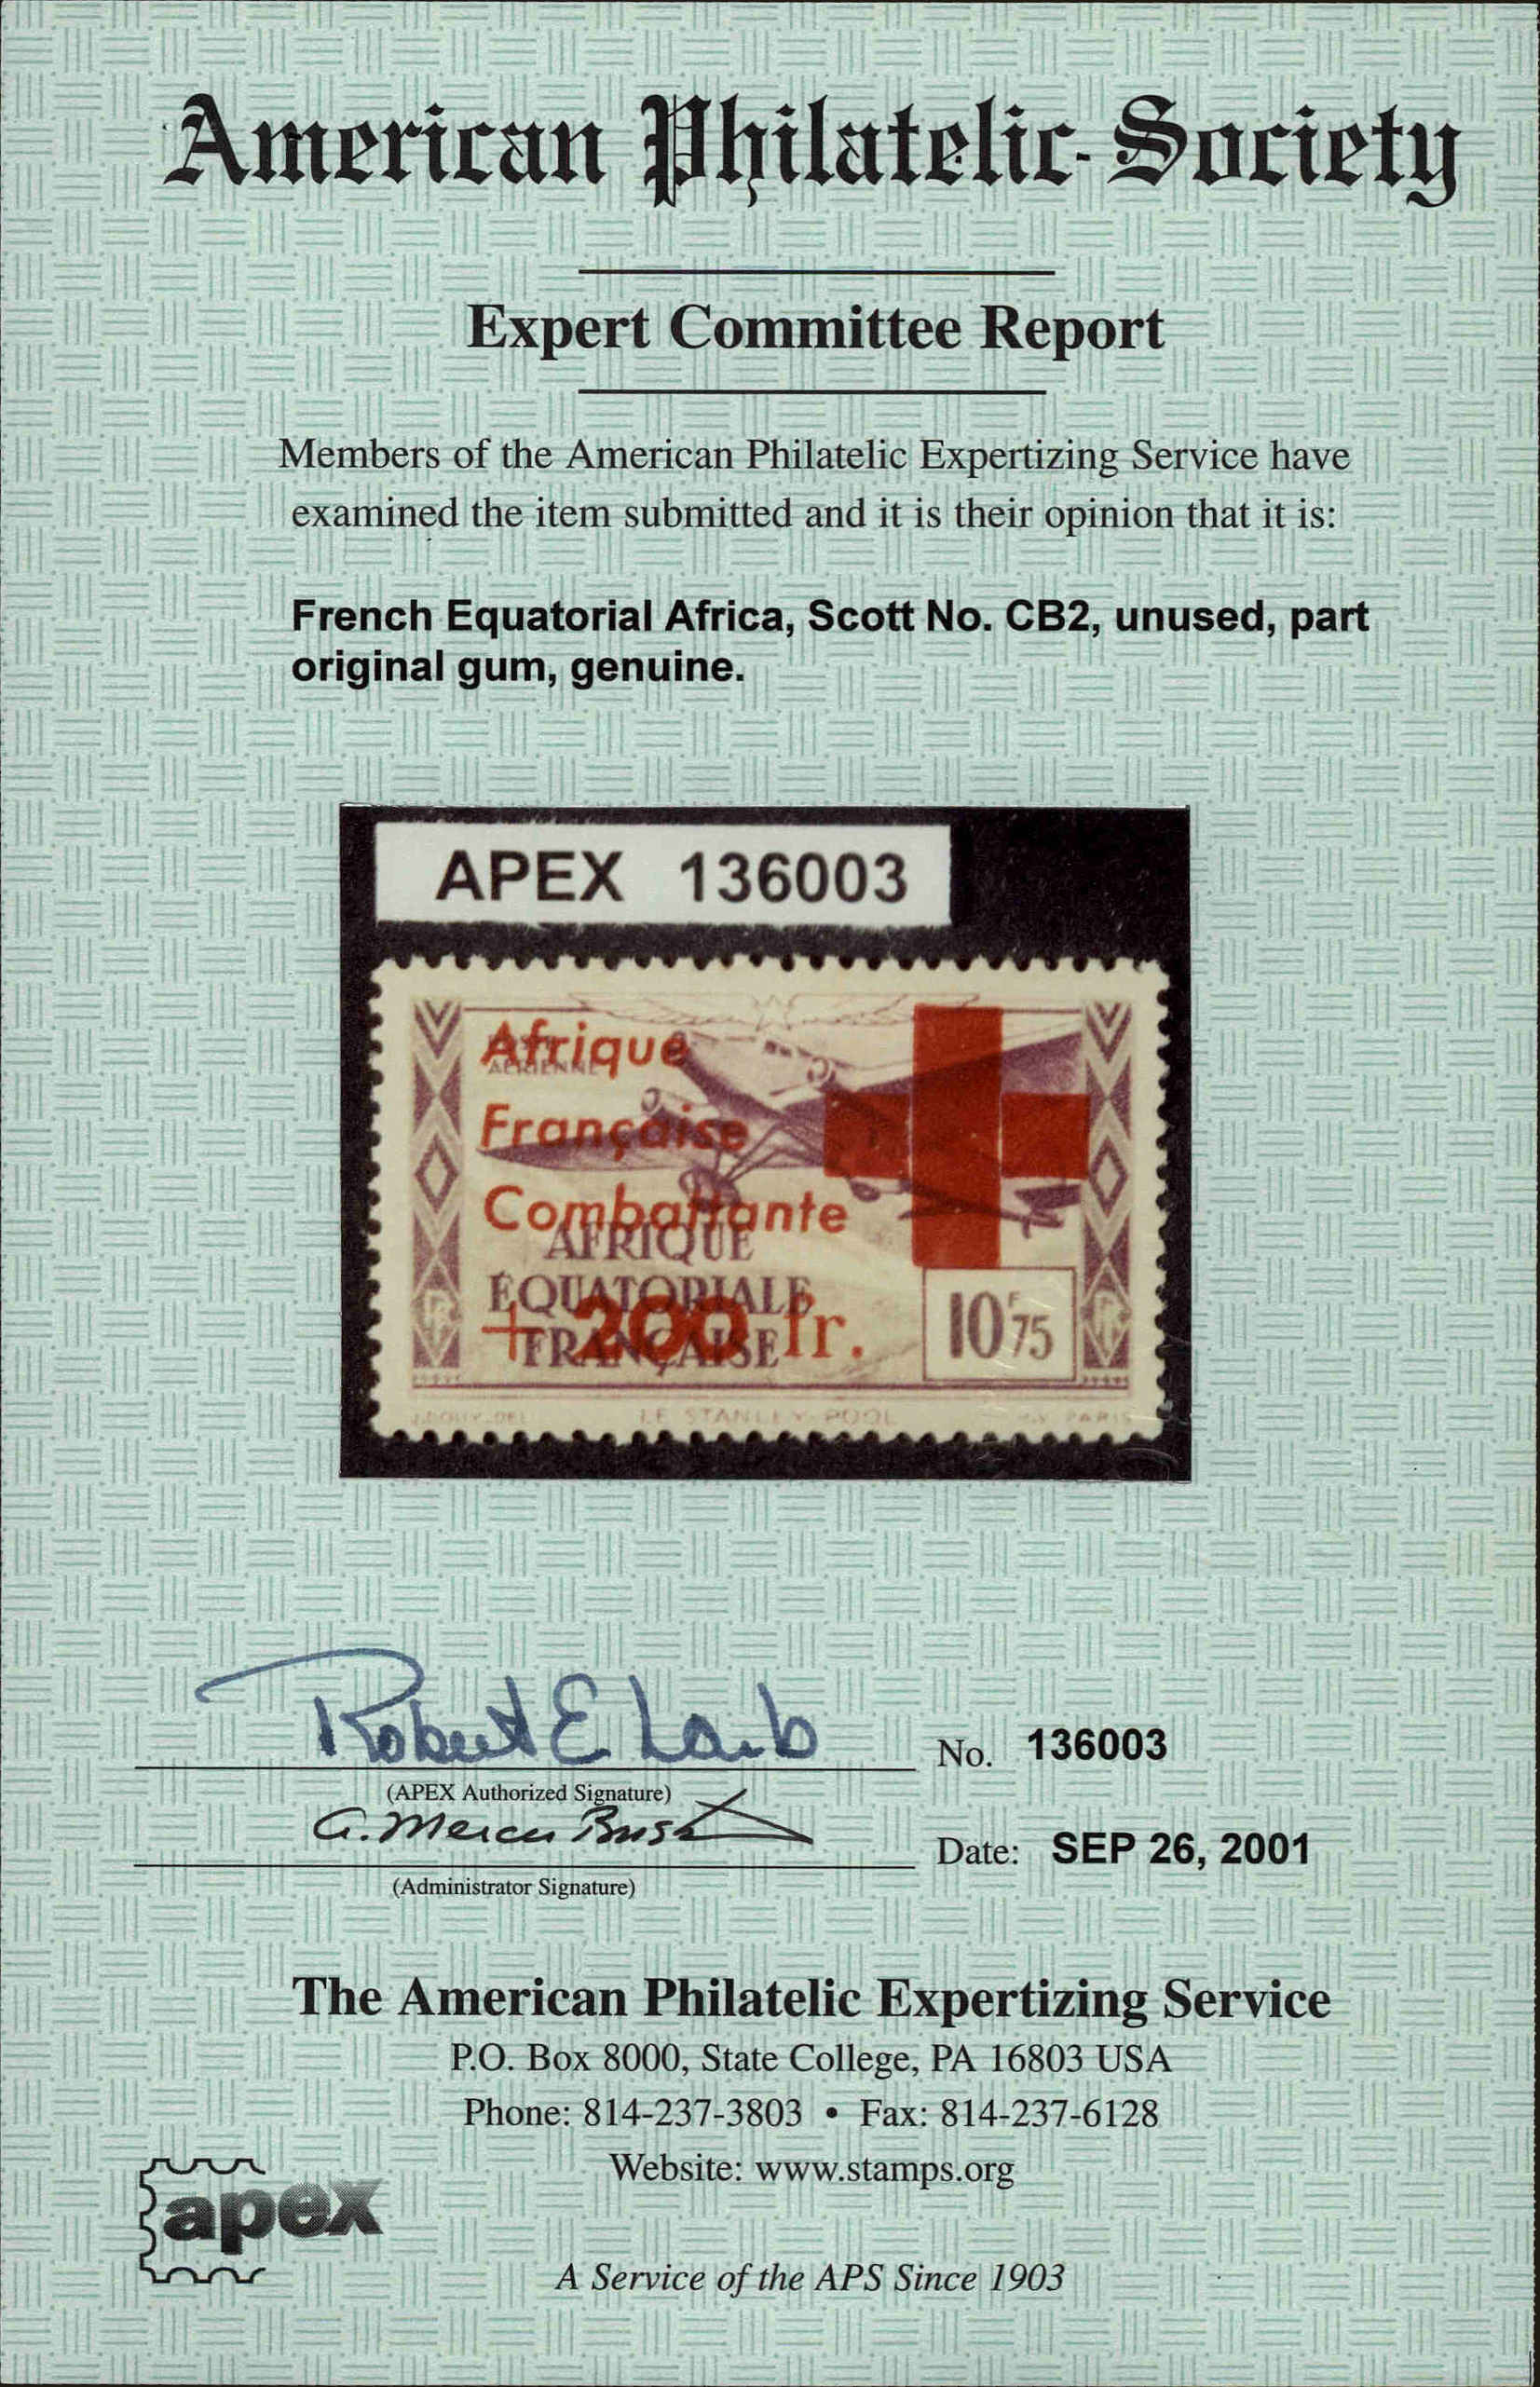 American Philatelic Society
Expert Committee Report
Members of the American Philatelic Expertizing Service have
examined the item submitted and it is their opinion that it is:
French Equatorial Africa, Scott No. CB2, unused, part
original gum, genuine.
APEX 136003
Afrique
AÉRIENNE
Française
Combattante
AFRIQUE
ÉQUATORIALE
+ 200 fr.
FRANÇAISE
10F75
LE STANLEY-POOL
PARIS
Robert E
No. 136003
(APEX Authorized Signature)
G. Mercer
Date: SEP 26, 2001
(Administrator Signature)
The American Philatelic Expertizing Service
P.O. Box 8000, State College, PA 16803 USA
Phone: 814-237-3803 • Fax: 814-237-6128
Website: www.stamps.org
apex
A Service of the APS Since 1903